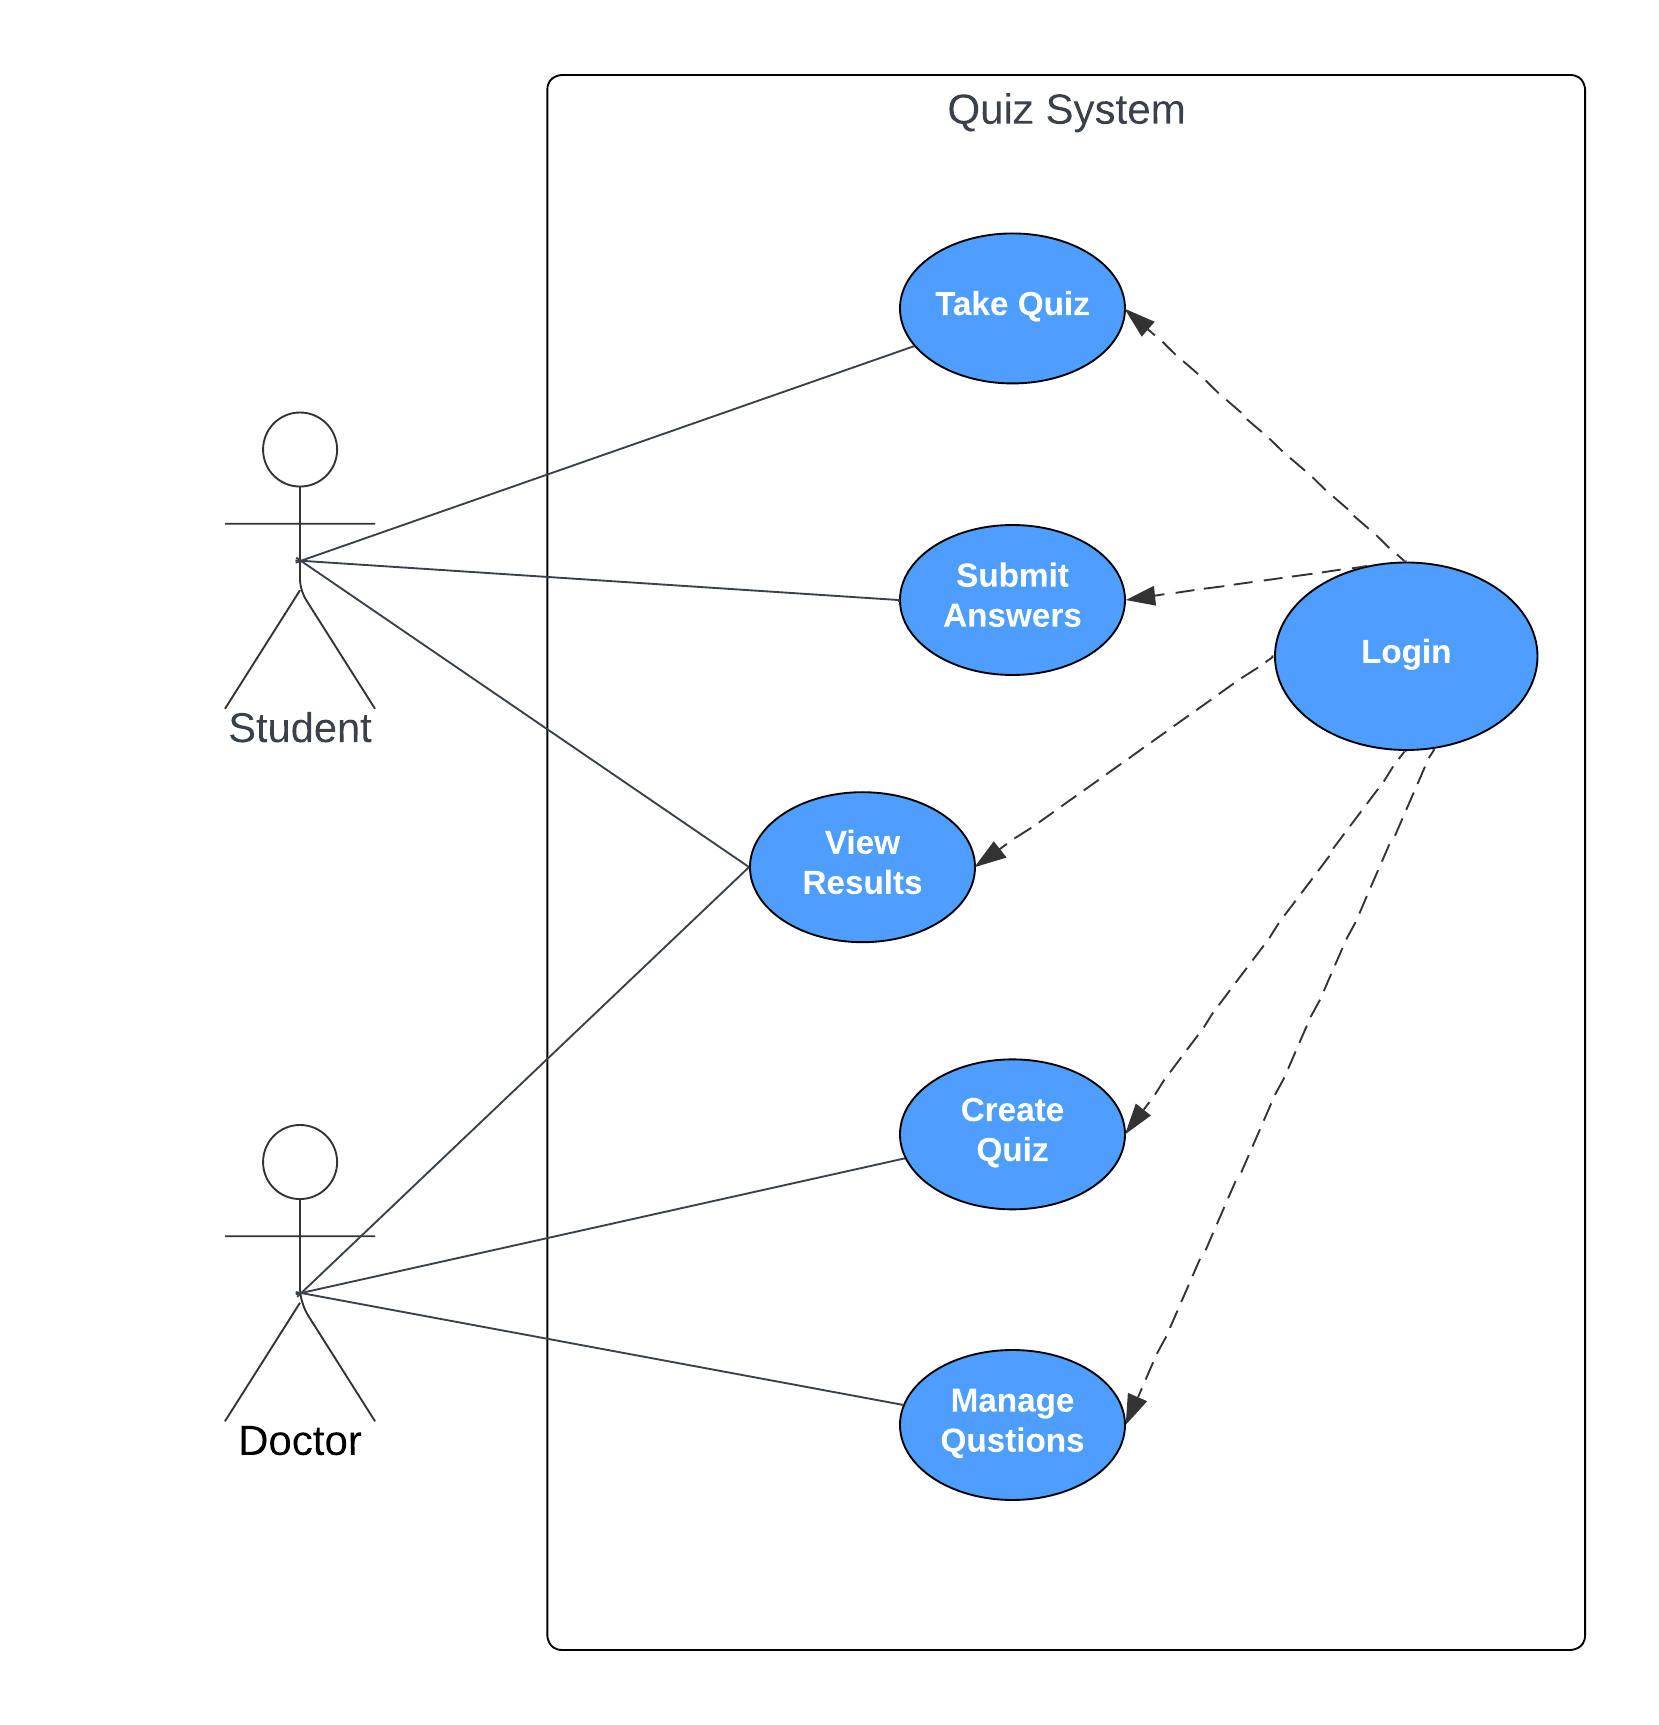 Quiz System
Take Quiz
Submit
Answers
Login
Student
View
Results
Create
Quiz
Manage
Qustions
Doctor